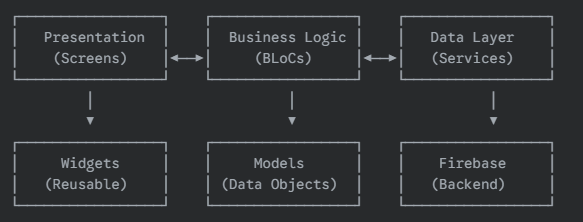 Presentation
(Screens)
Business Logic
(BLoCs)
Data Layer
(Services)
Widgets
(Reusable)
Models
(Data Objects)
Firebase
(Backend)